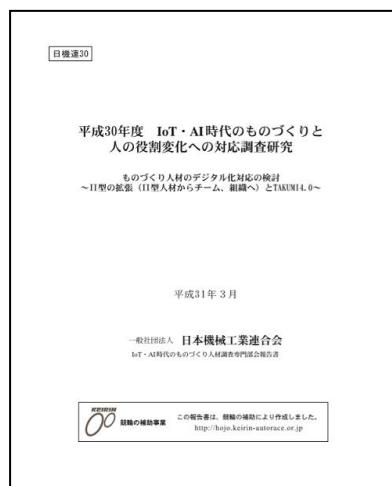 日機連30
平成30年度 IoT・AI時代のものづくりと
人の役割変化への対応調査研究
ものづくり人材のデジタル化対応の検討
～Π型の拡張(Π型人材からチーム、組織へ)とTAKUMI4.0～
平成31年3月
一般社団法人 日本機械工業連合会
IoT・AI時代のものづくり人材調査専門部会報告書
KEIRIN
競輪の補助事業
この報告書は、競輪の補助により作成しました。
http://hojo.keirin-autorace.or.jp